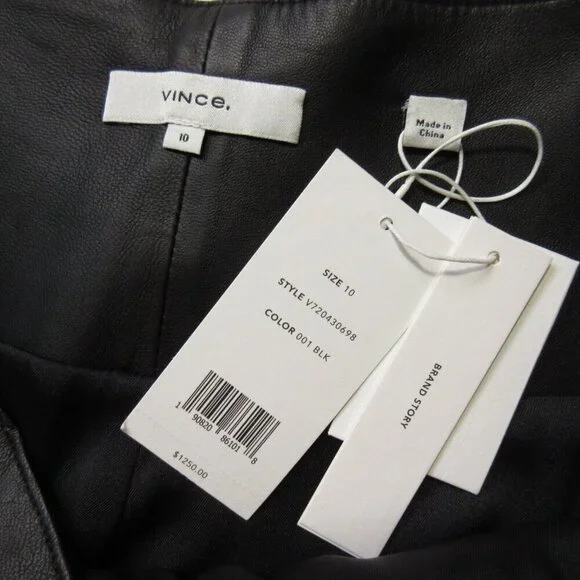 VINCE.
10
Made in
China
SIZE 10
STYLE V720430698
COLOR 001 BLK
1 90820 86101 8
$1250.00
BRAND STORY